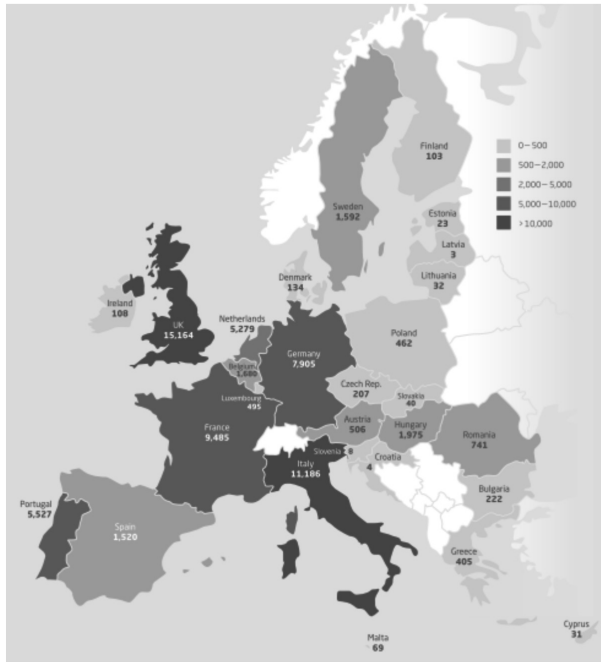 Finland
103
0–500
500–2,000
2,000–5,000
5,000–10,000
>10,000
Sweden
1,592
Estonia
23
Latvia
3
Lithuania
32
Denmark
134
Ireland
108
UK
15,164
Netherlands
5,279
Poland
462
Germany
7,905
Belgium
1,680
Luxembourg
495
Czech Rep.
207
Slovakia
40
France
9,485
Austria
506
Hungary
1,975
Romania
741
Slovenia 8
Croatia
4
Italy
11,186
Bulgaria
222
Portugal
5,527
Spain
1,520
Greece
405
Cyprus
31
Malta
69